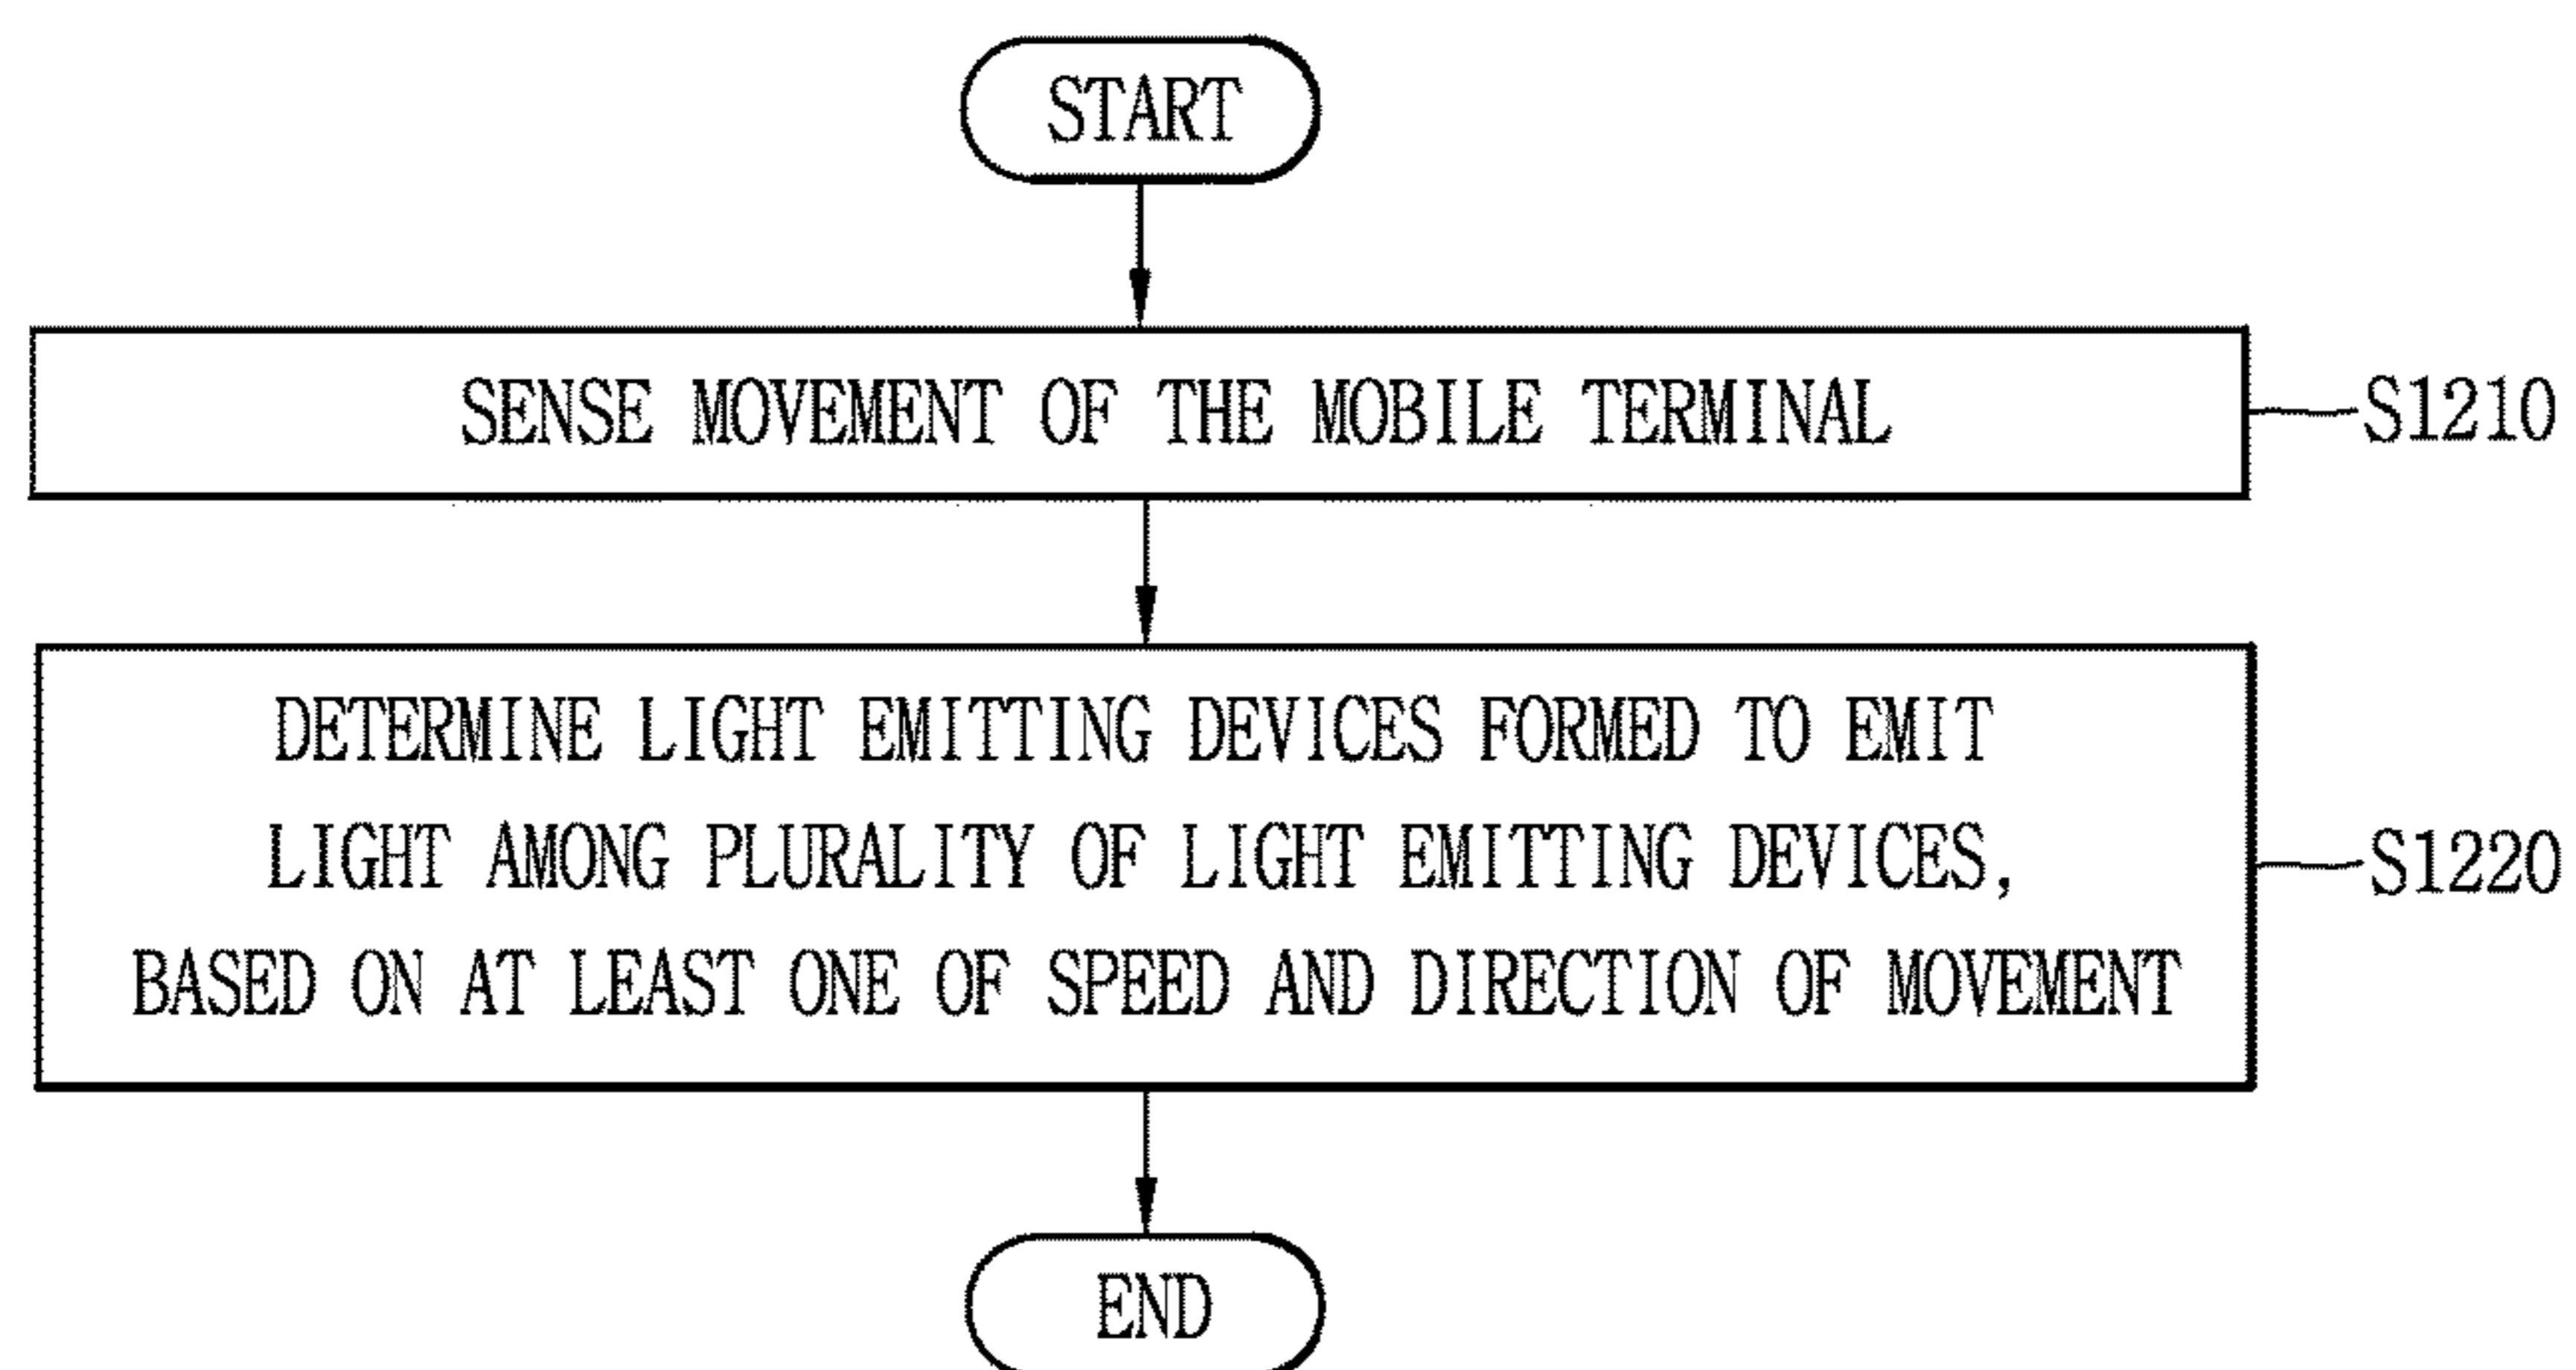 START
SENSE MOVEMENT OF THE MOBILE TERMINAL
S1210
DETERMINE LIGHT EMITTING DEVICES FORMED TO EMIT
LIGHT AMONG PLURALITY OF LIGHT EMITTING DEVICES,
BASED ON AT LEAST ONE OF SPEED AND DIRECTION OF MOVEMENT
S1220
END